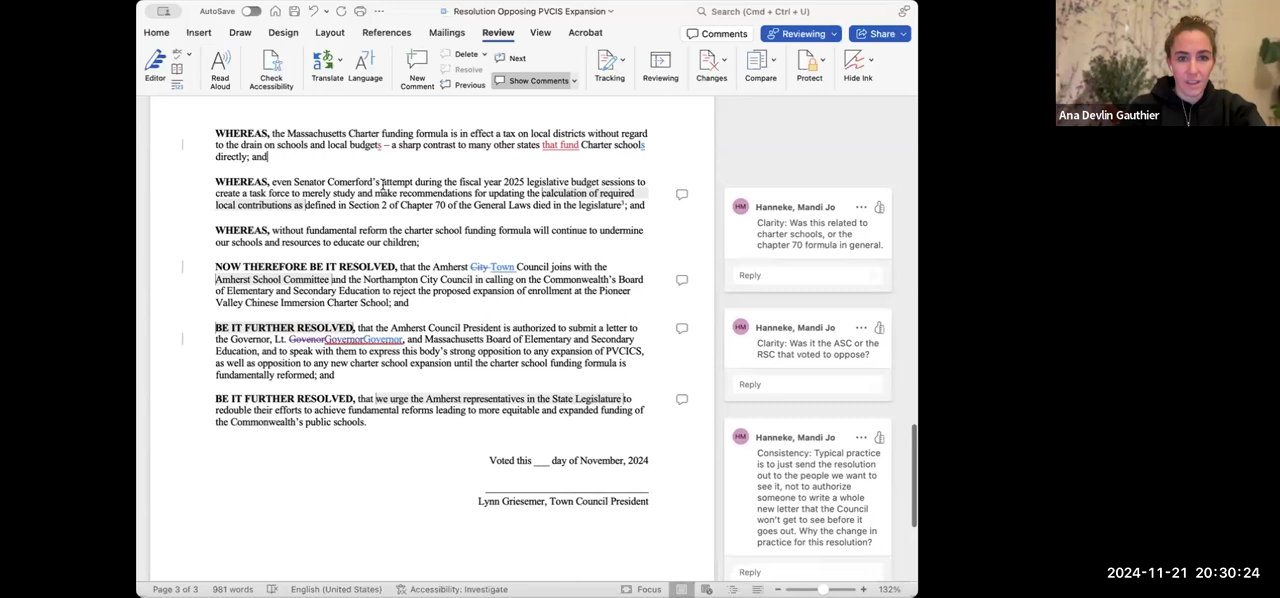 AutoSave
Resolution Opposing PVCIS Expansion
Search (Cmd + Ctrl + U)
Home Insert Draw Design Layout References Mailings Review View Acrobat
Comments Reviewing Share
Editor
Read Aloud
Check Accessibility
Translate Language
New Comment
Delete
Resolve
Previous
Next
Show Comments
Tracking Reviewing Changes Compare Protect Hide Ink
WHEREAS, the Massachusetts Charter funding formula is in effect a tax on local districts without regard
to the drain on schools and local budgets – a sharp contrast to many other states that fund Charter schools
directly; and
WHEREAS, even Senator Comerford's attempt during the fiscal year 2025 legislative budget sessions to
create a task force to merely study and make recommendations for updating the calculation of required
local contributions as defined in Section 2 of Chapter 70 of the General Laws died in the legislature³; and
WHEREAS, without fundamental reform the charter school funding formula will continue to undermine
our schools and resources to educate our children;
NOW THEREFORE BE IT RESOLVED, that the Amherst City Town Council joins with the
Amherst School Committee and the Northampton City Council in calling on the Commonwealth's Board
of Elementary and Secondary Education to reject the proposed expansion of enrollment at the Pioneer
Valley Chinese Immersion Charter School; and
BE IT FURTHER RESOLVED, that the Amherst Council President is authorized to submit a letter to
the Governor, Lt. GovenorGovernorGovernor, and Massachusetts Board of Elementary and Secondary
Education, and to speak with them to express this body's strong opposition to any expansion of PVCICS,
as well as opposition to any new charter school expansion until the charter school funding formula is
fundamentally reformed; and
BE IT FURTHER RESOLVED, that we urge the Amherst representatives in the State Legislature to
redouble their efforts to achieve fundamental reforms leading to more equitable and expanded funding of
the Commonwealth's public schools.
Voted this ___ day of November, 2024
Lynn Griesemer, Town Council President
HM Hanneke, Mandi Jo
Clarity: Was this related to
charter schools, or the
chapter 70 formula in general.
Reply
HM Hanneke, Mandi Jo
Clarity: Was it the ASC or the
RSC that voted to oppose?
Reply
HM Hanneke, Mandi Jo
Consistency: Typical practice
is to just send the resolution
out to the people we want to
see it, not to authorize
someone to write a whole
new letter that the Council
won't get to see before it
goes out. Why the change in
practice for this resolution?
Reply
Page 3 of 3 981 words English (United States) Accessibility: Investigate Focus 132%
Ana Devlin Gauthier
2024-11-21 20:30:24